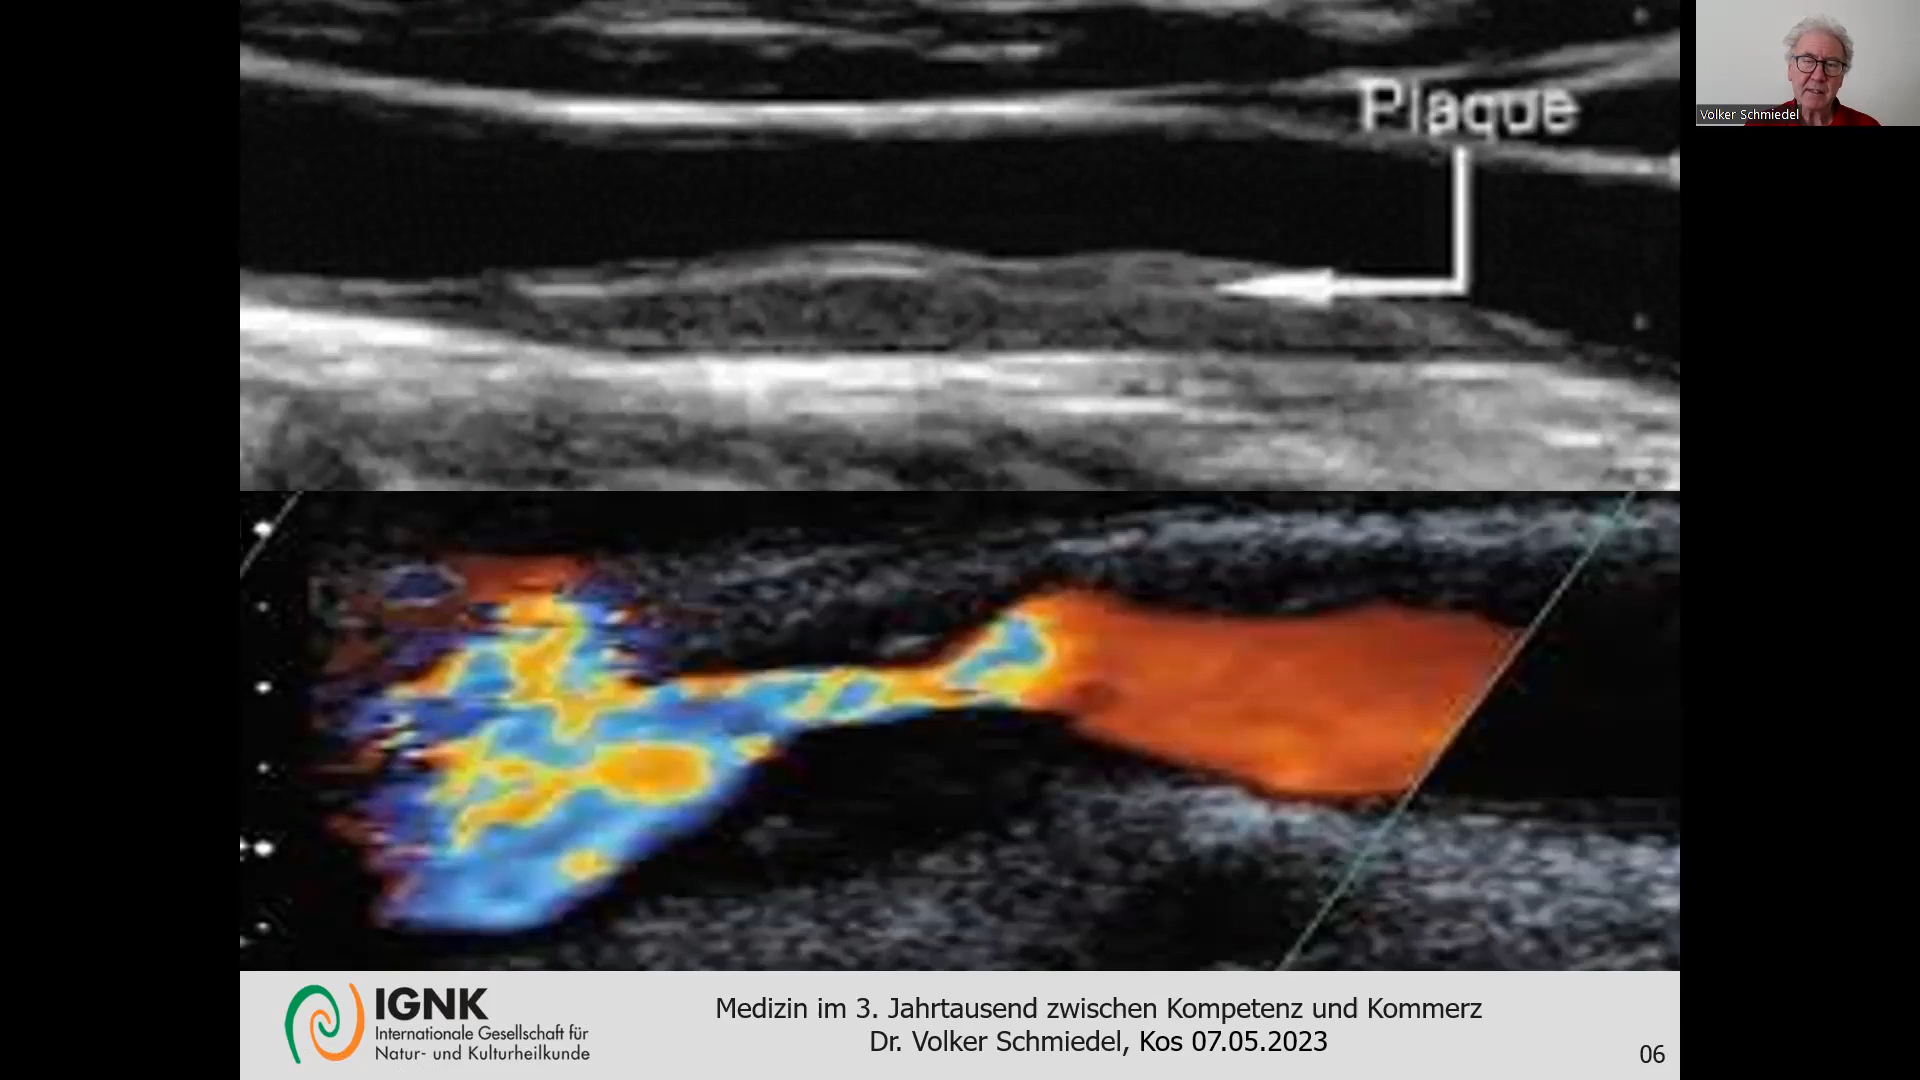 Plaque
Volker Schmiedel
IGNK
Internationale Gesellschaft für
Natur- und Kulturheilkunde
Medizin im 3. Jahrtausend zwischen Kompetenz und Kommerz
Dr. Volker Schmiedel, Kos 07.05.2023
06